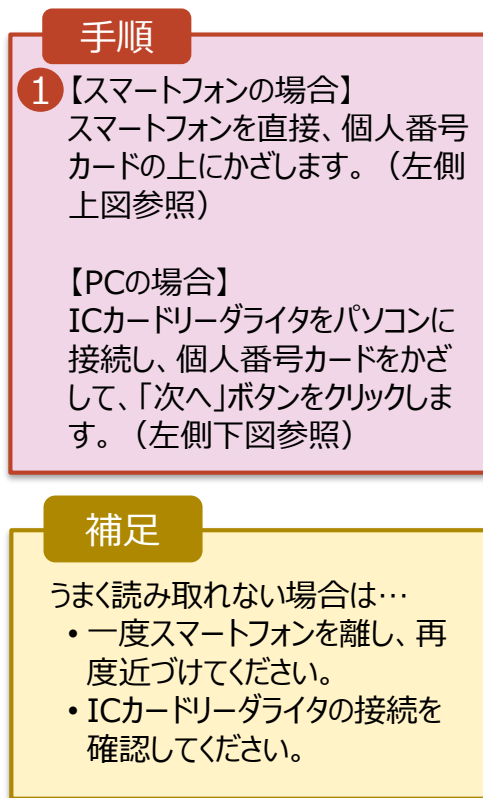 手順
1【スマートフォンの場合】
スマートフォンを直接、個人番号
カードの上にかざします。（左側
上図参照）
【PCの場合】
ICカードリーダライタをパソコンに
接続し、個人番号カードをかざ
して、「次へ」ボタンをクリックしま
す。（左側下図参照）
補足
うまく読み取れない場合は…
• 一度スマートフォンを離し、再
度近づけてください。
• ICカードリーダライタの接続を
確認してください。